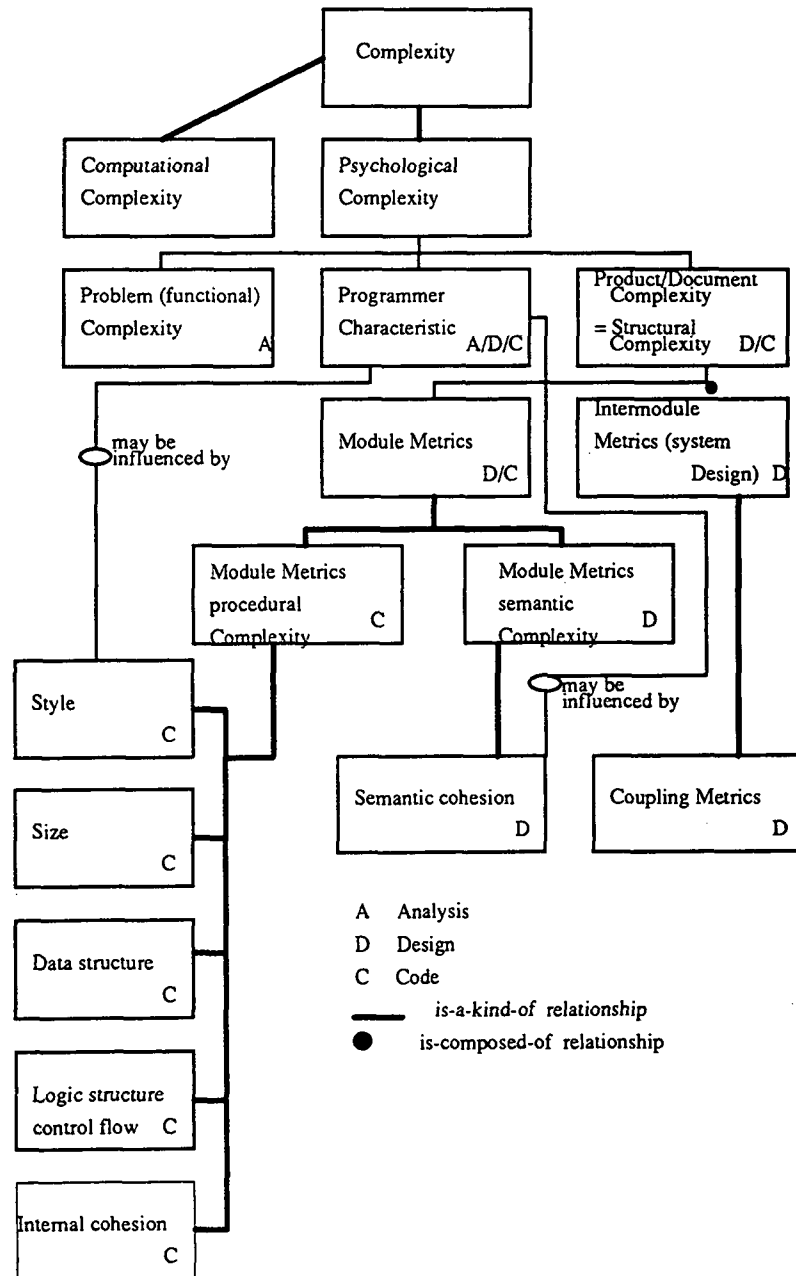 Complexity
Computational
Complexity
Psychological
Complexity
Problem (functional)
Complexity
A
Programmer
Characteristic
A/D/C
Product/Document
Complexity
= Structural
Complexity D/C
may be
influenced by
Module Metrics
D/C
Intermodule
Metrics (system
Design) D
Module Metrics
procedural
Complexity
C
Module Metrics
semantic
Complexity
D
Style
C
may be
influenced by
Size
C
Semantic cohesion
D
Coupling Metrics
D
Data structure
C
Logic structure
control flow C
Internal cohesion
C
A Analysis
D Design
C Code
is-a-kind-of relationship
is-composed-of relationship